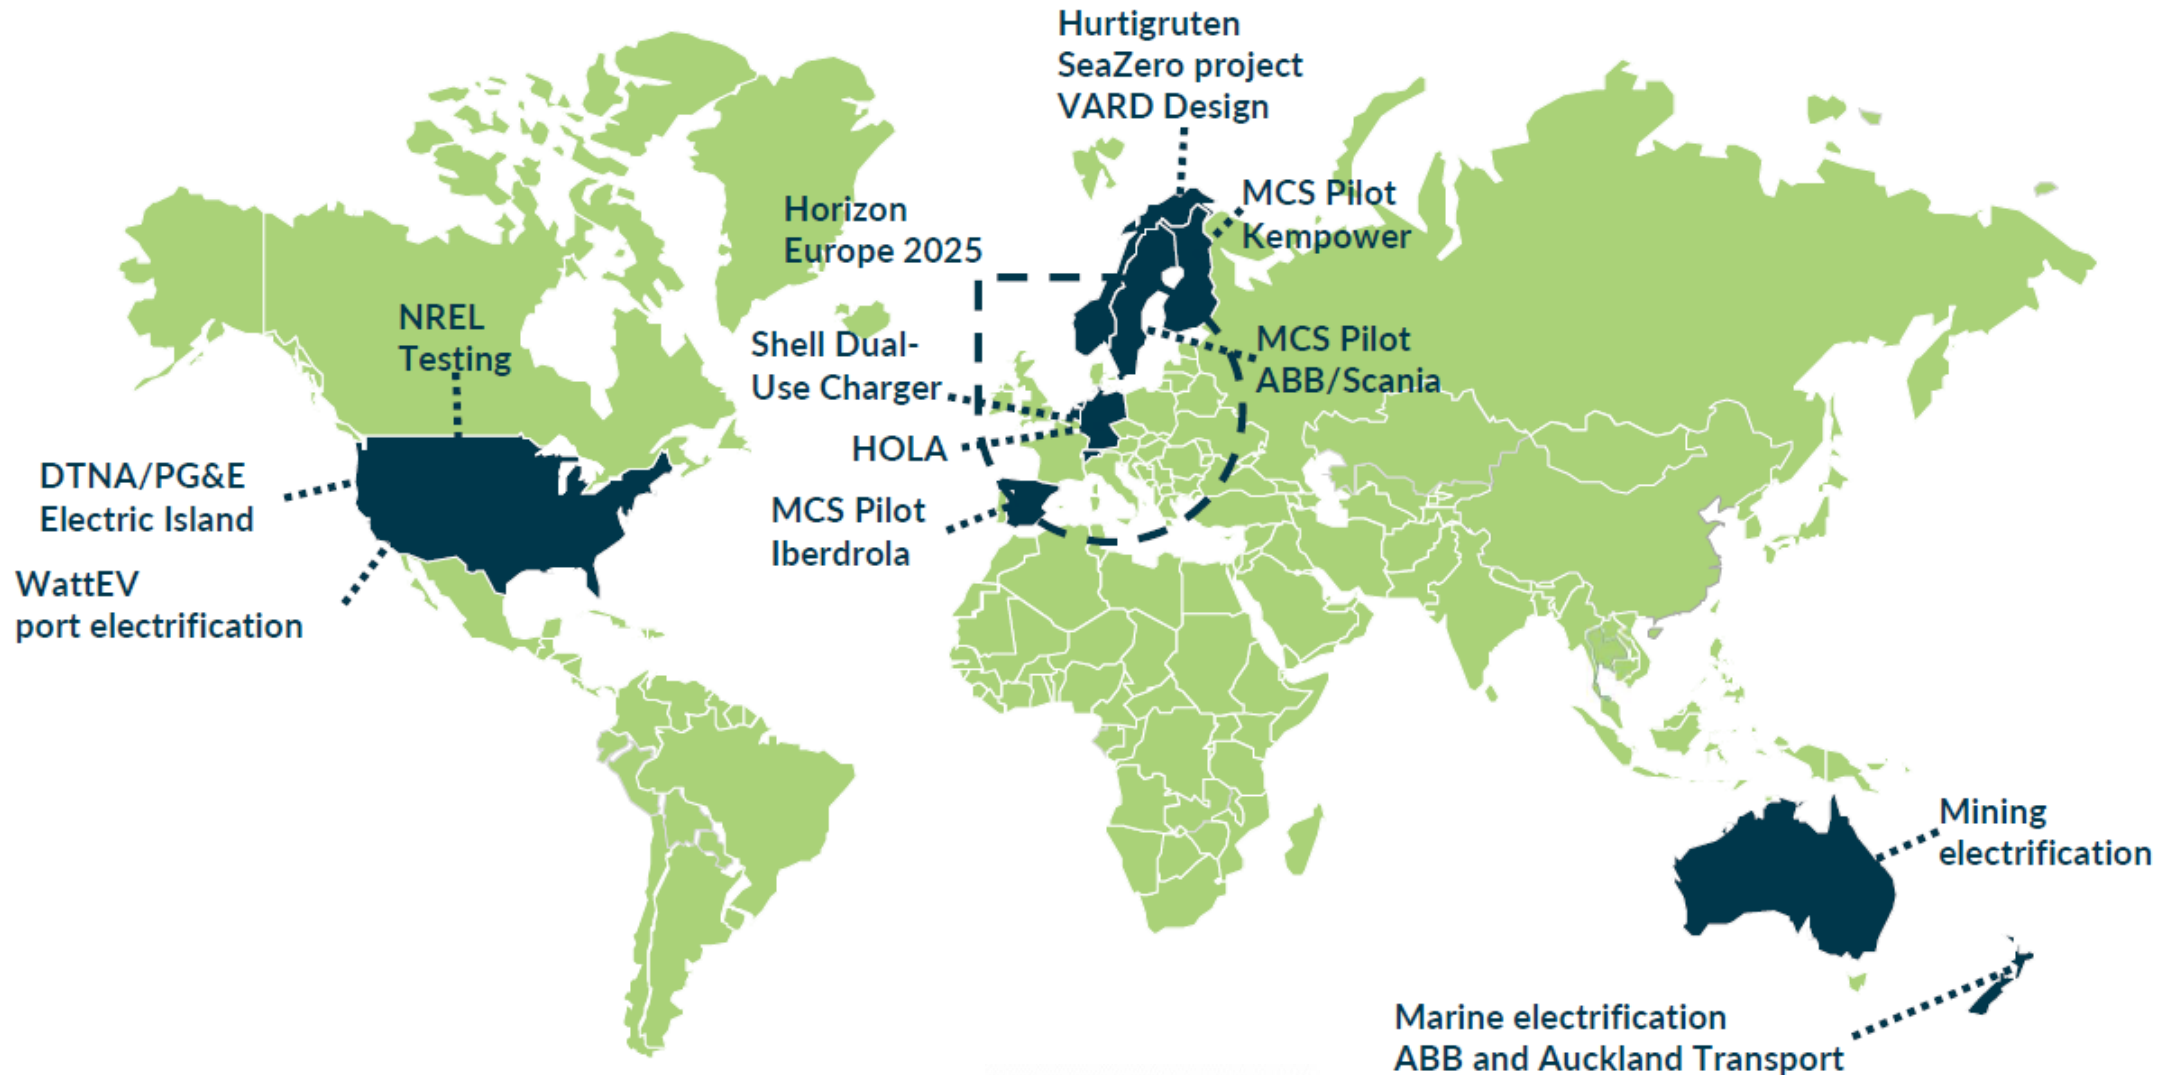 Hurtigruten
SeaZero project
VARD Design
MCS Pilot
Kempower
Horizon
Europe 2025
NREL
Testing
Shell Dual-
Use Charger
MCS Pilot
ABB/Scania
HOLA
DTNA/PG&E
Electric Island
MCS Pilot
Iberdrola
WattEV
port electrification
Mining
electrification
Marine electrification
ABB and Auckland Transport